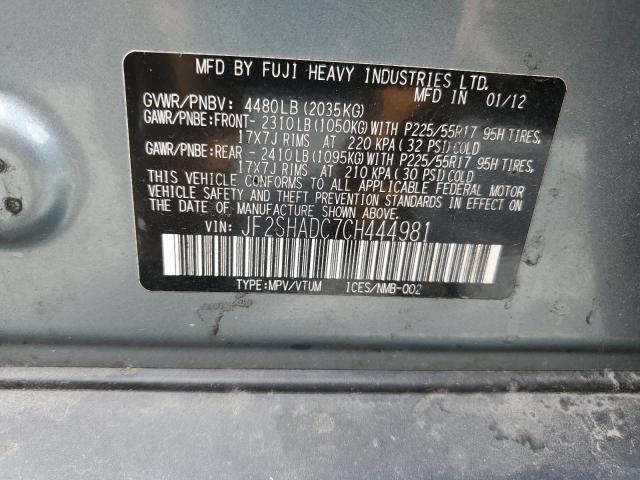 MFD BY FUJI HEAVY INDUSTRIES LTD.
MFD IN 01/12
GVWR/PNBV: 4480LB(2035KG)
GAWR/PNBE:FRONT- 2310LB(1050KG)WITH P225/55R17 95H TIRES,
17X7J RIMS AT 220 KPA(32 PSI)COLD
GAWR/PNBE:REAR - 2410LB(1095KG)WITH P225/55R17 95H TIRES,
17X7J RIMS AT 210 KPA(30 PSI)COLD
THIS VEHICLE CONFORMS TO ALL APPLICABLE FEDERAL MOTOR
VEHICLE SAFETY AND THEFT PREVENTION STANDARDS IN EFFECT
ON THE DATE OF MANUFACTURE SHOWN ABOVE.
VIN: JF2SHADC7CH444981
TYPE:MPV/VTUM ICES/NMB-002